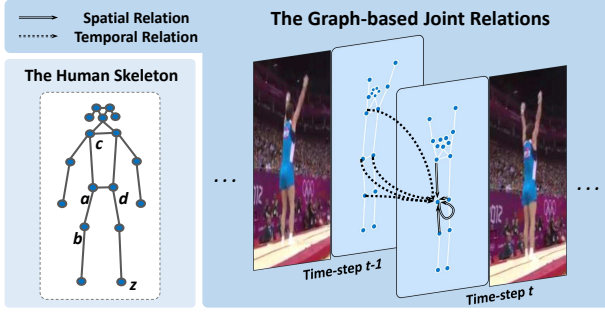 Spatial Relation
Temporal Relation
The Graph-based Joint Relations
The Human Skeleton
c
a
d
b
z
...
...
Time-step t-1
Time-step t